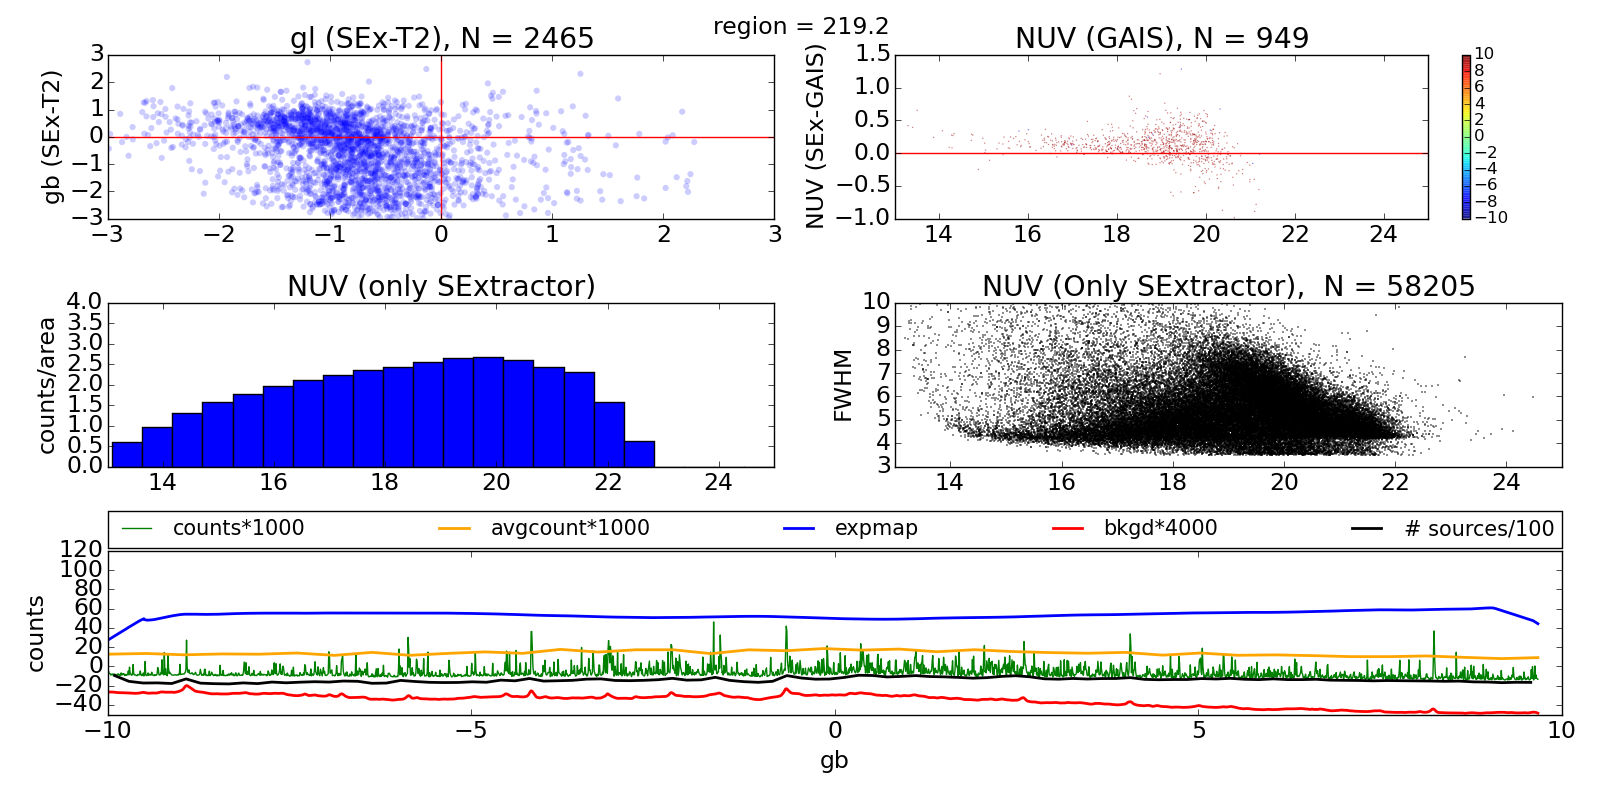 region = 219.2
gl (SEx-T2), N = 2465
gb (SEx-T2)
3
2
1
0
−1
−2
−3
−3 −2 −1 0 1 2 3
NUV (GAIS), N = 949
NUV (SEx-GAIS)
1.5
1.0
0.5
0.0
−0.5
−1.0
14 16 18 20 22 24
10
8
6
4
2
0
−2
−4
−6
−8
−10
NUV (only SExtractor)
counts/area
4.0
3.5
3.0
2.5
2.0
1.5
1.0
0.5
0.0
14 16 18 20 22 24
NUV (Only SExtractor),  N = 58205
FWHM
10
9
8
7
6
5
4
3
14 16 18 20 22 24
counts*1000 avgcount*1000 expmap bkgd*4000 # sources/100
counts
120
100
80
60
40
20
0
−20
−40
−10 −5 0 5 10
gb